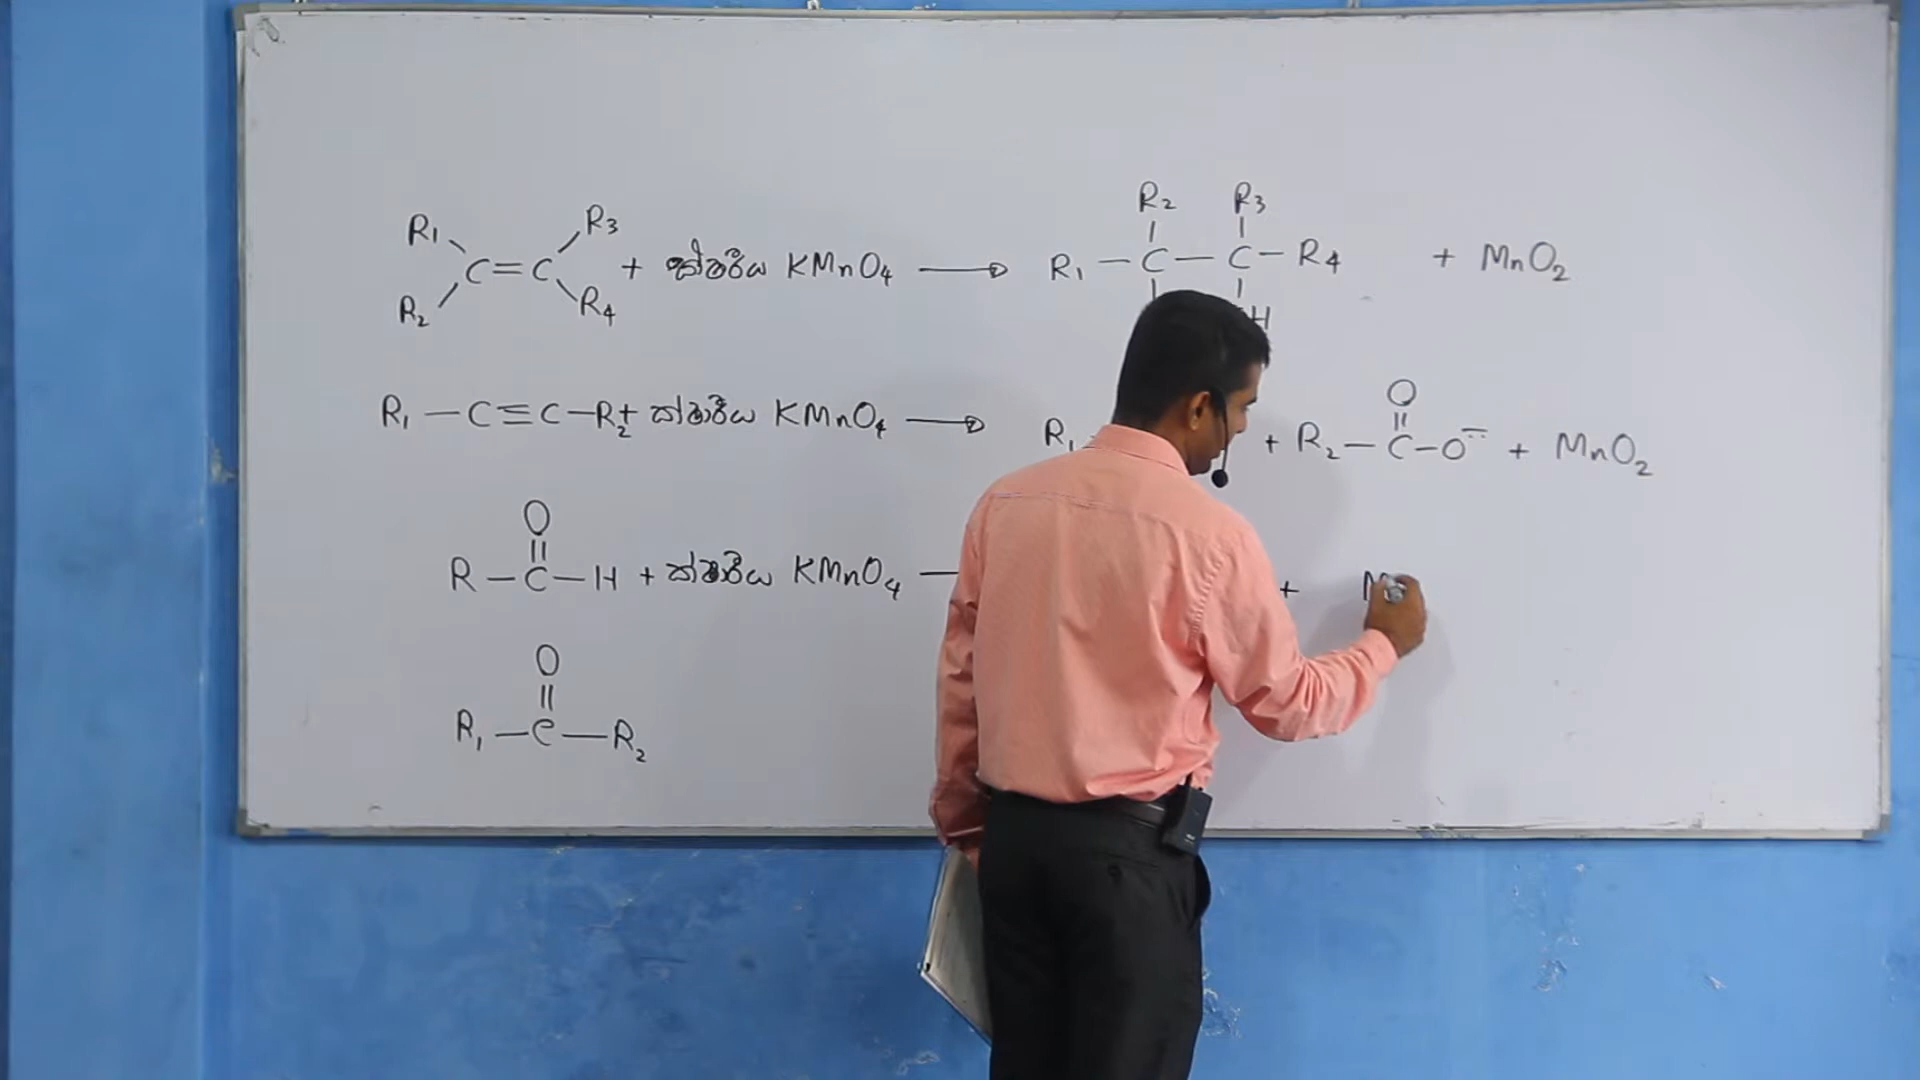 R₂ R₃
R₁ R₃
C=C + ක්ෂාරීය KMnO₄ ⟶ R₁ — C — C — R₄ + MnO₂
R₂ R₄ H
O
R₁ — C≡C — R₂ + ක්ෂාරීය KMnO₄ ⟶ R₁ + R₂ — C — O⁻ + MnO₂
O
R — C — H + ක්ෂාරීය KMnO₄ — +
O
R₁ — C — R₂